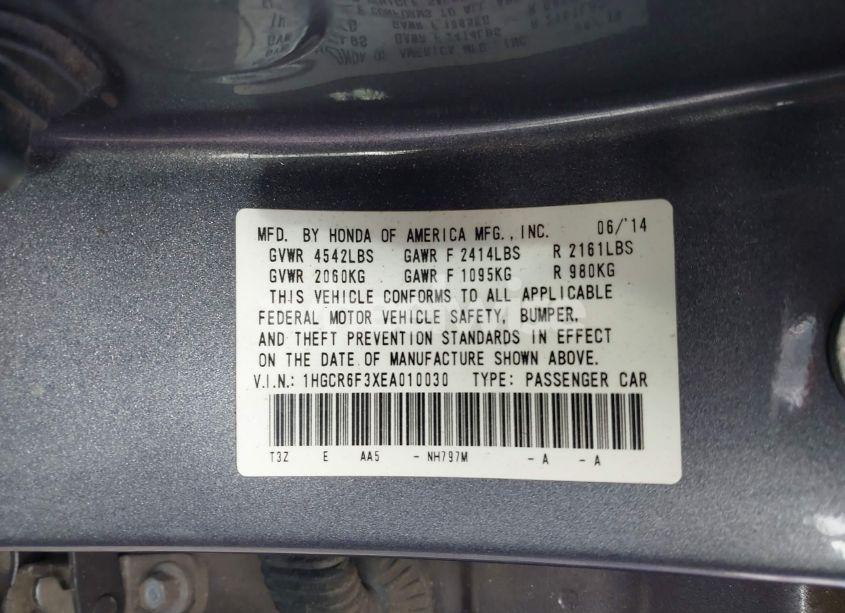 MFD. BY HONDA OF AMERICA MFG., INC. 06/'14
GVWR 4542LBS GAWR F 2414LBS R 2161LBS
GVWR 2060KG GAWR F 1095KG R 980KG
THIS VEHICLE CONFORMS TO ALL APPLICABLE
FEDERAL MOTOR VEHICLE SAFETY, BUMPER,
AND THEFT PREVENTION STANDARDS IN EFFECT
ON THE DATE OF MANUFACTURE SHOWN ABOVE.
V.I.N.: 1HGCR6F3XEA010030 TYPE: PASSENGER CAR
T3Z E AA5 - NH797M - A - A